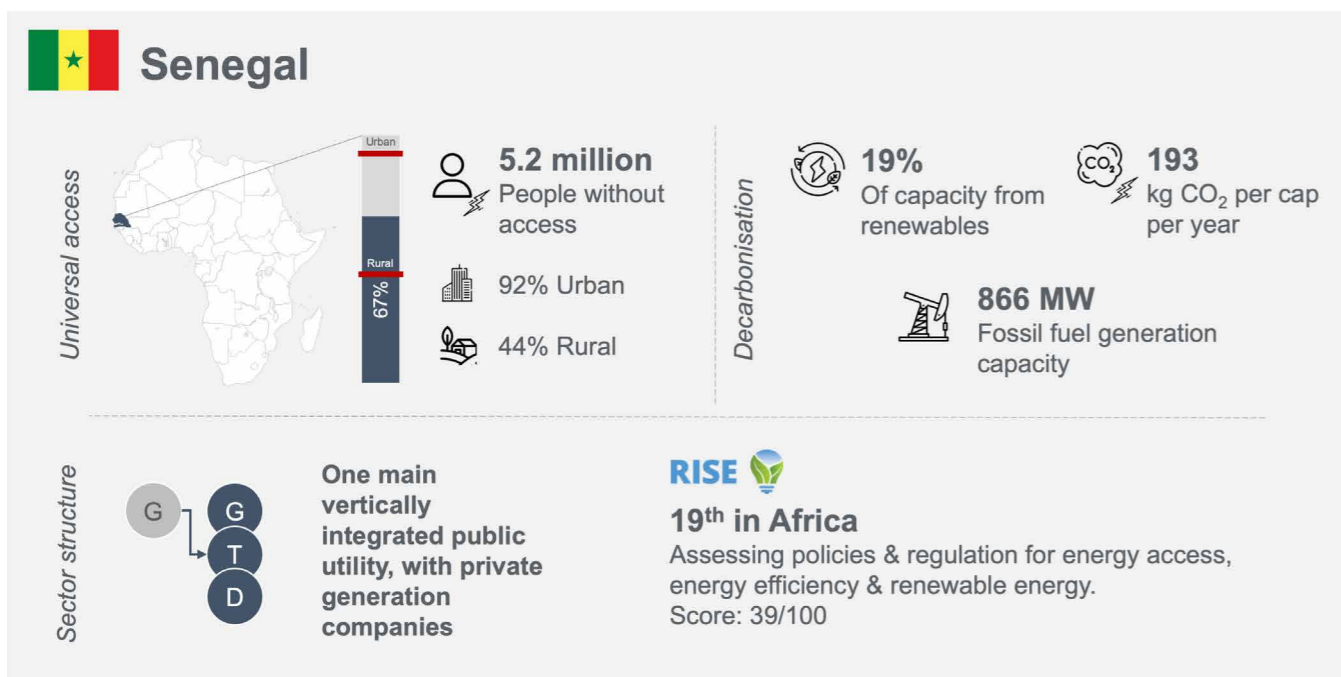 Senegal
Universal access
Urban
Rural
67%
5.2 million
People without
access
92% Urban
44% Rural
Decarbonisation
19%
Of capacity from
renewables
CO₂
193
kg CO₂ per cap
per year
866 MW
Fossil fuel generation
capacity
Sector structure
G
G
T
D
One main
vertically
integrated public
utility, with private
generation
companies
RISE
19th in Africa
Assessing policies & regulation for energy access,
energy efficiency & renewable energy.
Score: 39/100